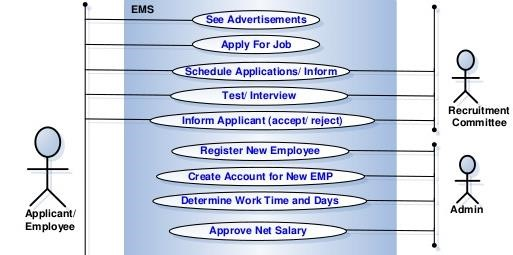 EMS
See Advertisements
Apply For Job
Schedule Applications/ Inform
Test/ Interview
Inform Applicant (accept/ reject)
Register New Employee
Create Account for New EMP
Determine Work Time and Days
Approve Net Salary
Applicant/
Employee
Recruitment
Committee
Admin